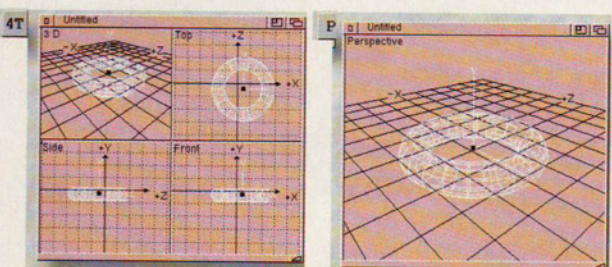 4T
Untitled
3 D
-X
+Z
Top
+Z
+X
Side
+Y
+Z
Front
+Y
+X
P
Untitled
Perspective
-X
+Z